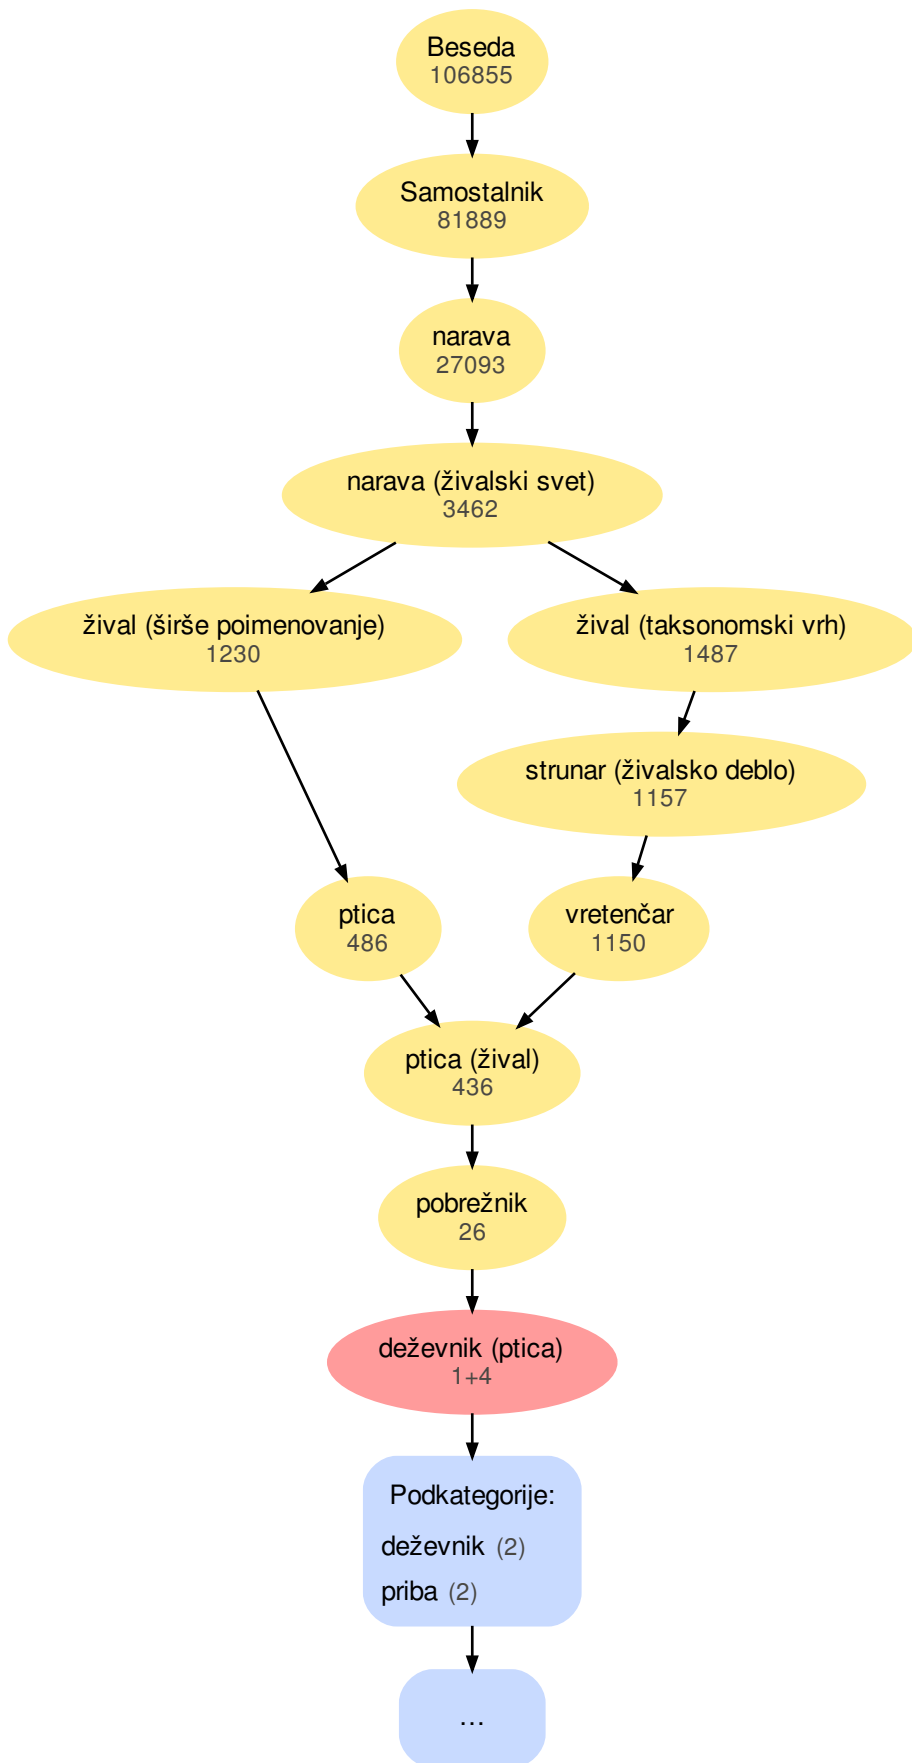 Beseda
106855
Samostalnik
81889
narava
27093
narava (živalski svet)
3462
žival (širše poimenovanje)
1230
žival (taksonomski vrh)
1487
strunar (živalsko deblo)
1157
ptica
486
vretenčar
1150
ptica (žival)
436
pobrežnik
26
deževnik (ptica)
1+4
Podkategorije:
deževnik (2)
priba (2)
…